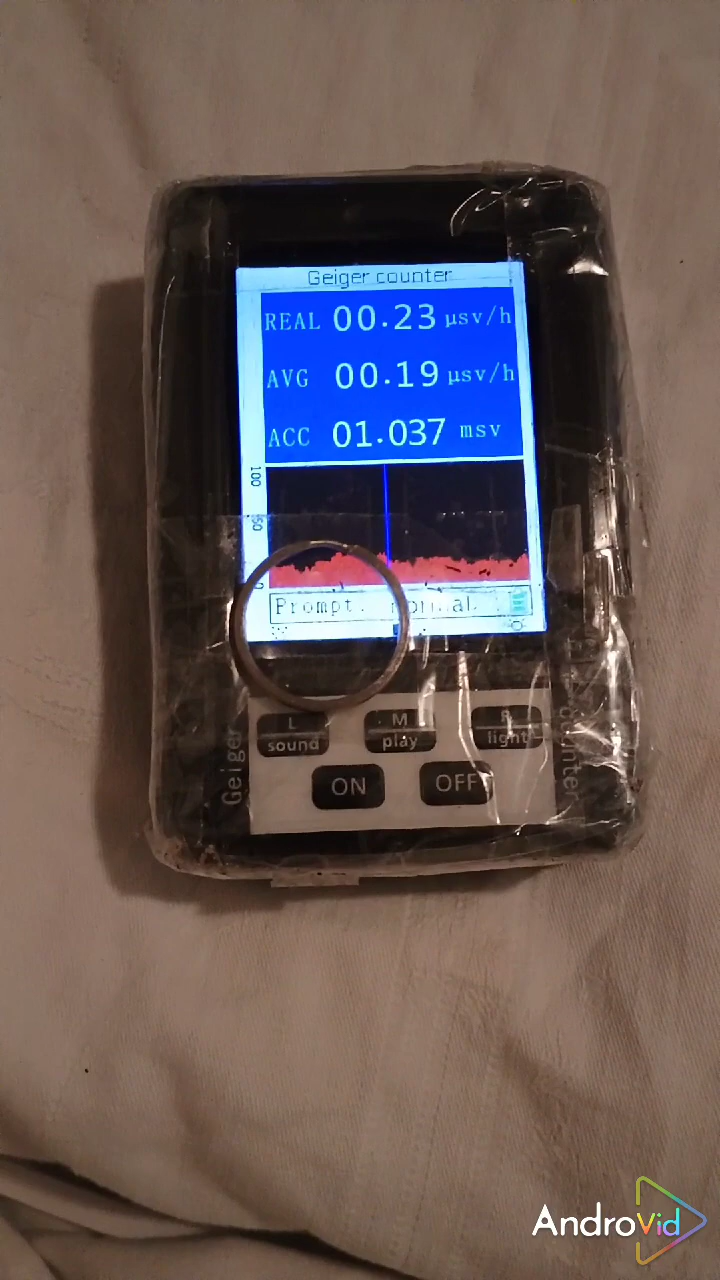 Geiger counter
REAL 00.23 µsv/h
AVG 00.19 µsv/h
ACC 01.037 msv
100
50
0
Prompt: normal
L
sound
M
play
R
light
ON
OFF
Geiger
counter
AndroVid